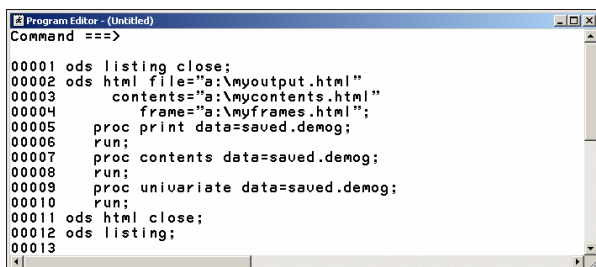 Program Editor - (Untitled)
Command ===>
00001 ods listing close;
00002 ods html file="a:\myoutput.html"
00003 contents="a:\mycontents.html"
00004 frame="a:\myframes.html";
00005 proc print data=saved.demog;
00006 run;
00007 proc contents data=saved.demog;
00008 run;
00009 proc univariate data=saved.demog;
00010 run;
00011 ods html close;
00012 ods listing;
00013